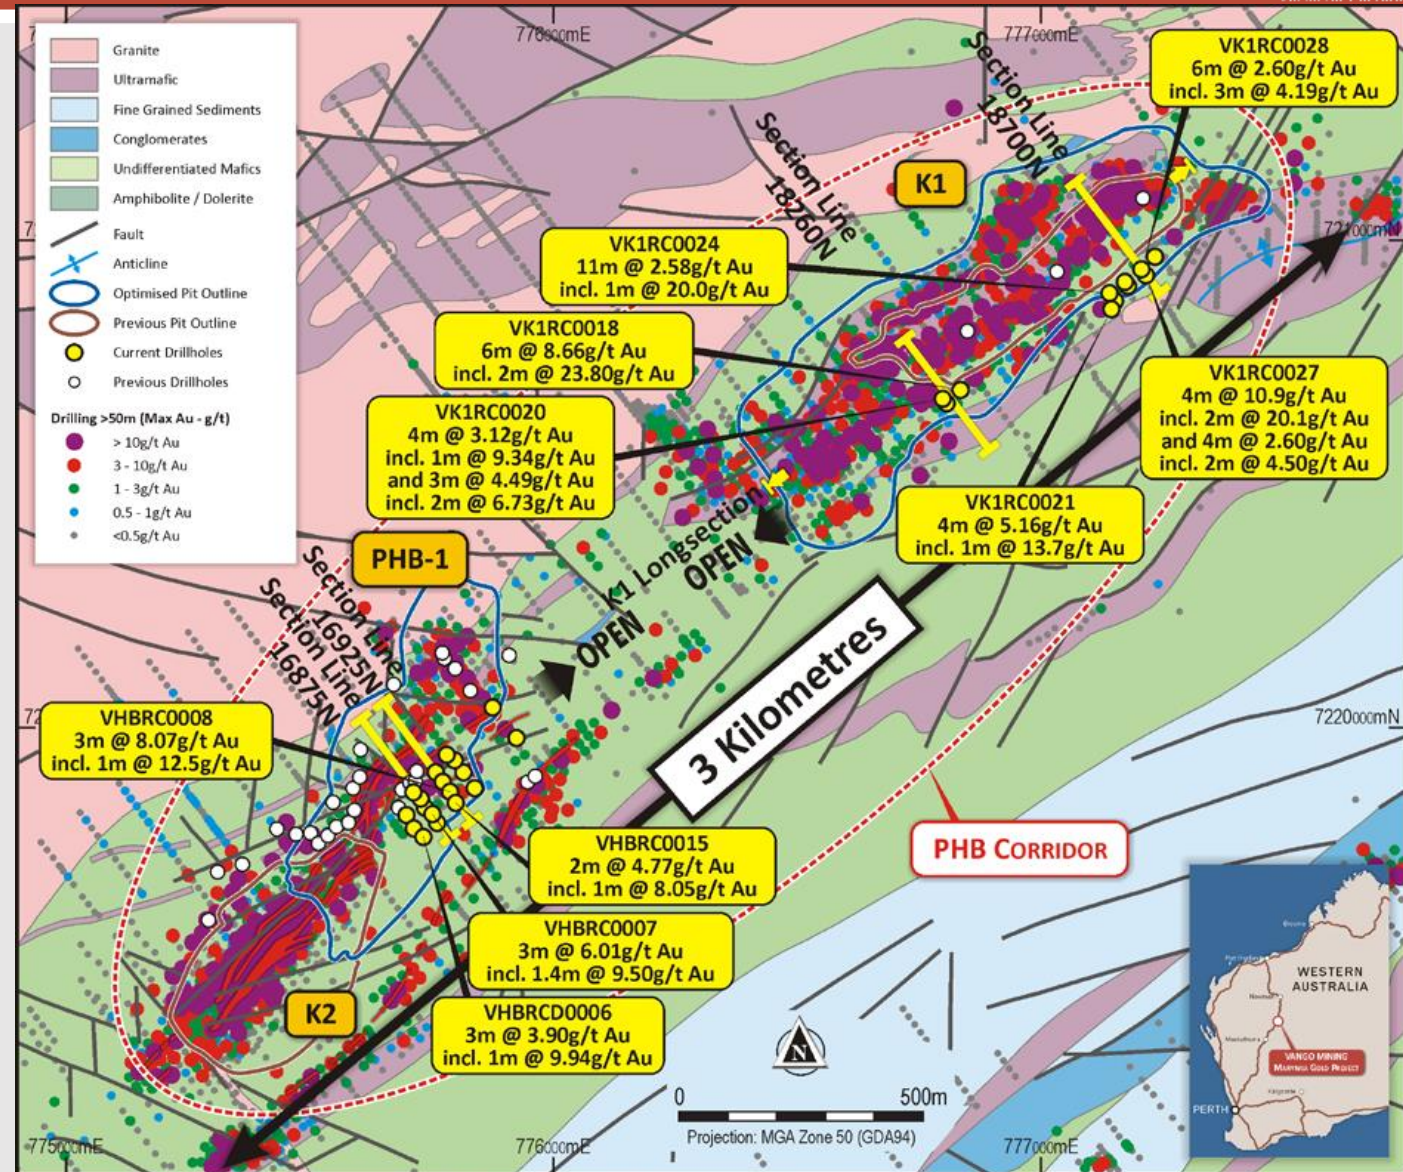 Granite
Ultramafic
Fine Grained Sediments
Conglomerates
Undifferentiated Mafics
Amphibolite / Dolerite
Fault
Anticline
Optimised Pit Outline
Previous Pit Outline
Current Drillholes
Previous Drillholes
Drilling >50m (Max Au - g/t)
> 10g/t Au
3 - 10g/t Au
1 - 3g/t Au
0.5 - 1g/t Au
<0.5g/t Au
776000mE
777000mE
Section Line
18700N
Section Line
18260N
VK1RC0028
6m @ 2.60g/t Au
incl. 3m @ 4.19g/t Au
K1
VK1RC0024
11m @ 2.58g/t Au
incl. 1m @ 20.0g/t Au
VK1RC0018
6m @ 8.66g/t Au
incl. 2m @ 23.80g/t Au
VK1RC0020
4m @ 3.12g/t Au
incl. 1m @ 9.34g/t Au
and 3m @ 4.49g/t Au
incl. 2m @ 6.73g/t Au
VK1RC0027
4m @ 10.9g/t Au
incl. 2m @ 20.1g/t Au
and 4m @ 2.60g/t Au
incl. 2m @ 4.50g/t Au
VK1RC0021
4m @ 5.16g/t Au
incl. 1m @ 13.7g/t Au
K1 Longsection
OPEN
OPEN
PHB-1
Section Line
16925N
Section Line
16875N
3 Kilometres
7220000mN
VHBRC0008
3m @ 8.07g/t Au
incl. 1m @ 12.5g/t Au
VHBRC0015
2m @ 4.77g/t Au
incl. 1m @ 8.05g/t Au
PHB CORRIDOR
VHBRC0007
3m @ 6.01g/t Au
incl. 1.4m @ 9.50g/t Au
K2
VHBRCD0006
3m @ 3.90g/t Au
incl. 1m @ 9.94g/t Au
N
0 500m
Projection: MGA Zone 50 (GDA94)
WESTERN
AUSTRALIA
VANGO MINING
MARYMIA GOLD PROJECT
PERTH
775000mE
776000mE
777000mE